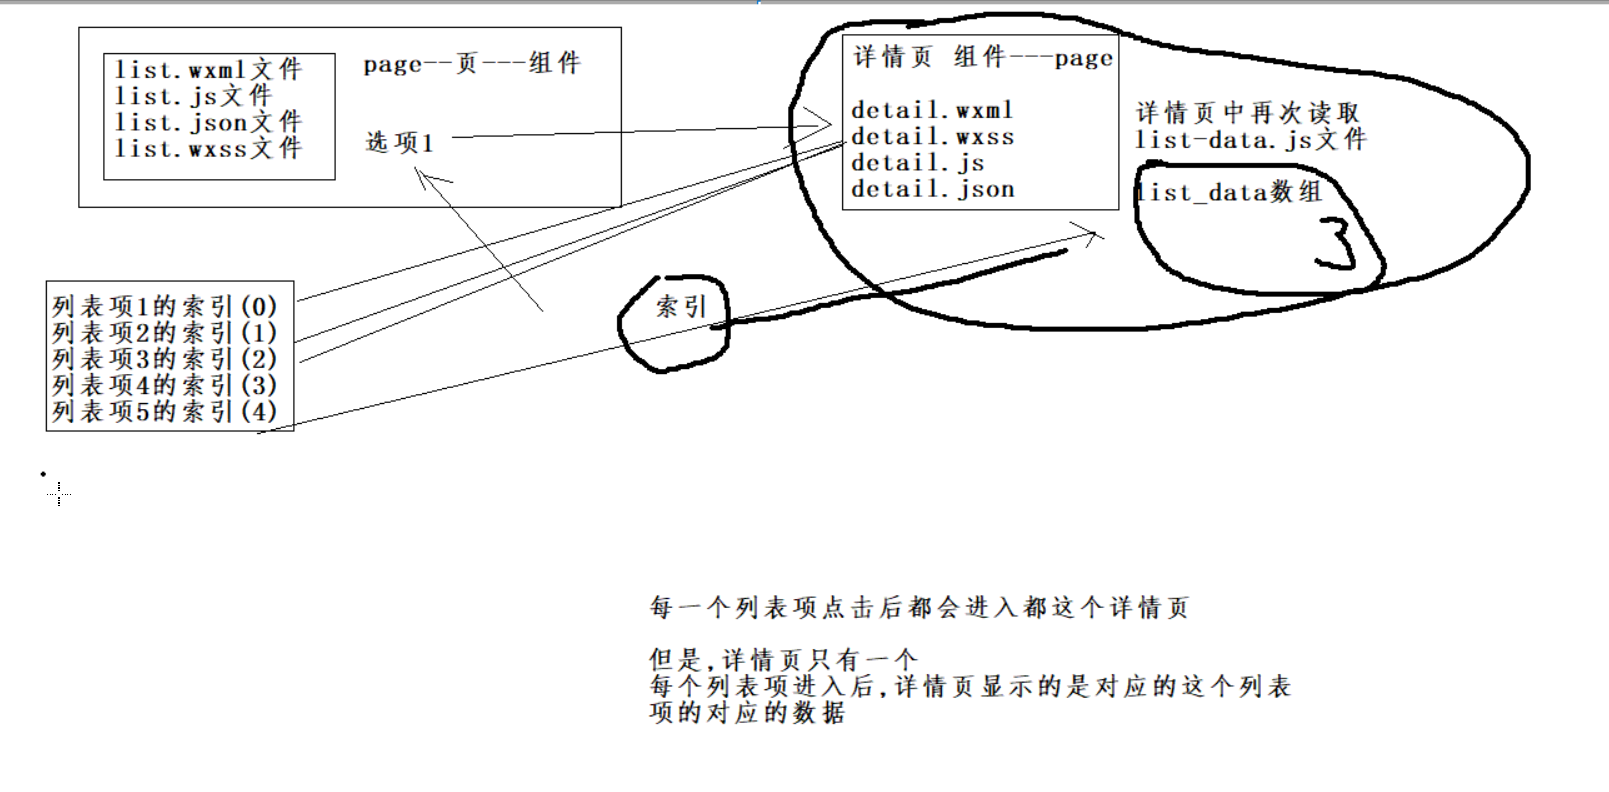 list.wxml文件
list.js文件
list.json文件
list.wxss文件
page--页---组件
选项1
详情页 组件---page
detail.wxml
detail.wxss
detail.js
detail.json
详情页中再次读取
list-data.js文件
list_data数组
3
列表项1的索引(0)
列表项2的索引(1)
列表项3的索引(2)
列表项4的索引(3)
列表项5的索引(4)
索引
每一个列表项点击后都会进入都这个详情页
但是,详情页只有一个
每个列表项进入后,详情页显示的是对应的这个列表
项的对应的数据